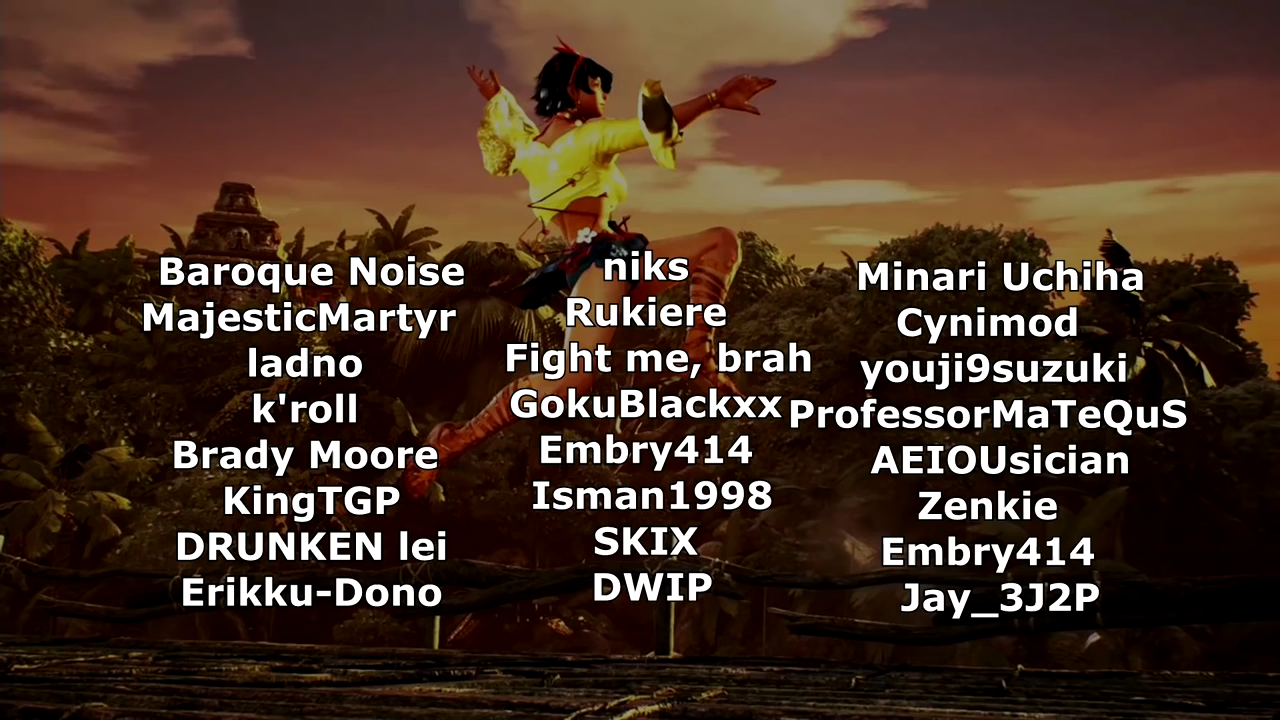 Baroque Noise
MajesticMartyr
ladno
k'roll
Brady Moore
KingTGP
DRUNKEN lei
Erikku-Dono
niks
Rukiere
Fight me, brah
GokuBlackxx
Embry414
Isman1998
SKIX
DWIP
Minari Uchiha
Cynimod
youji9suzuki
ProfessorMaTeQuS
AEIOUsician
Zenkie
Embry414
Jay_3J2P